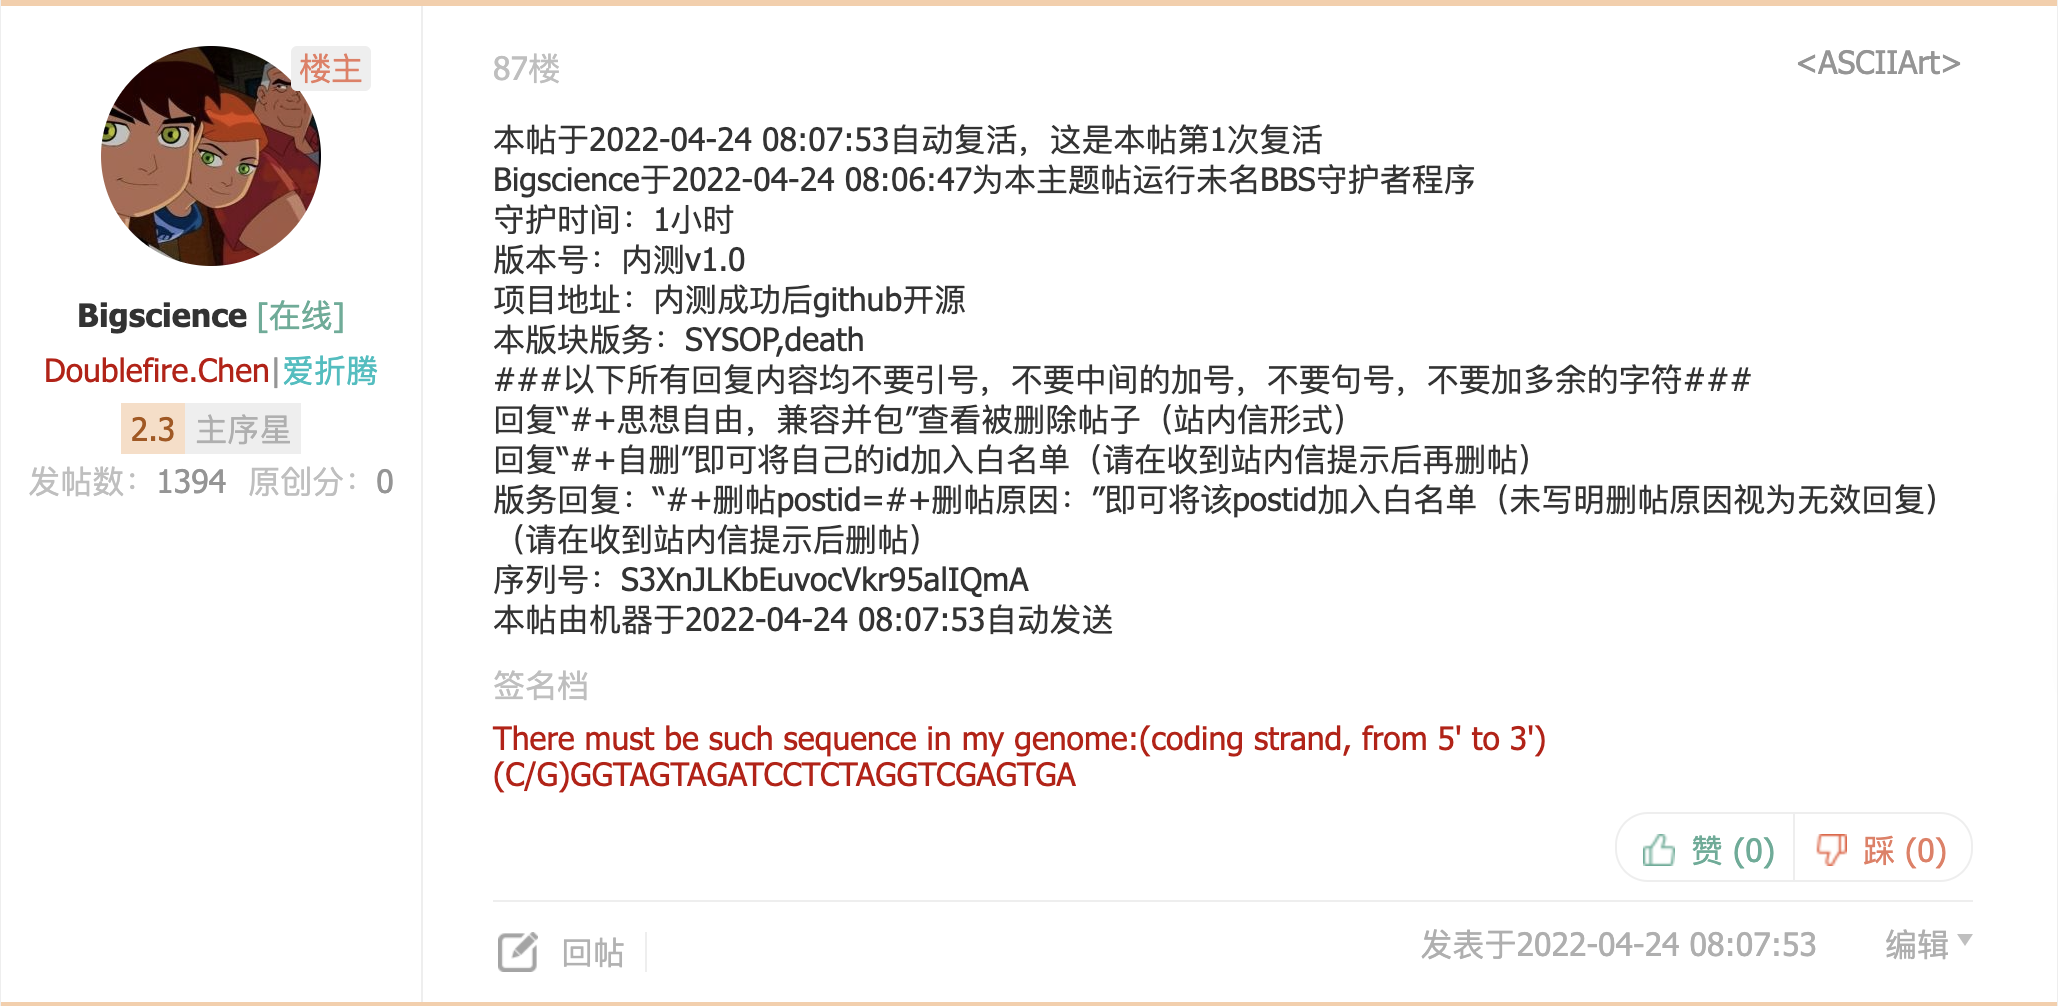 楼主
Bigscience [在线]
Doublefire.Chen|爱折腾
2.3 主序星
发帖数：1394 原创分：0
87楼
<ASCIIArt>
本帖于2022-04-24 08:07:53自动复活，这是本帖第1次复活
Bigscience于2022-04-24 08:06:47为本主题帖运行未名BBS守护者程序
守护时间：1小时
版本号：内测v1.0
项目地址：内测成功后github开源
本版块版务：SYSOP,death
###以下所有回复内容均不要引号，不要中间的加号，不要句号，不要加多余的字符###
回复“#+思想自由，兼容并包”查看被删除帖子（站内信形式）
回复“#+自删”即可将自己的id加入白名单（请在收到站内信提示后再删帖）
版务回复：“#+删帖postid=#+删帖原因：”即可将该postid加入白名单（未写明删帖原因视为无效回复）
（请在收到站内信提示后删帖）
序列号：S3XnJLKbEuvocVkr95alIQmA
本帖由机器于2022-04-24 08:07:53自动发送
签名档
There must be such sequence in my genome:(coding strand, from 5' to 3')
(C/G)GGTAGTAGATCCTCTAGGTCGAGTGA
赞 (0) 踩 (0)
回帖
发表于2022-04-24 08:07:53 编辑